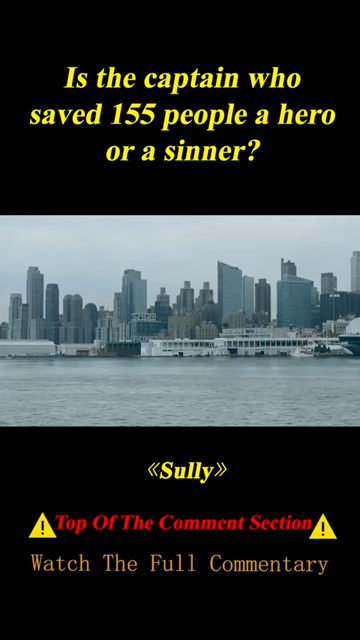 Is the captain who
saved 155 people a hero
or a sinner?
《Sully》
Top Of The Comment Section
Watch The Full Commentary